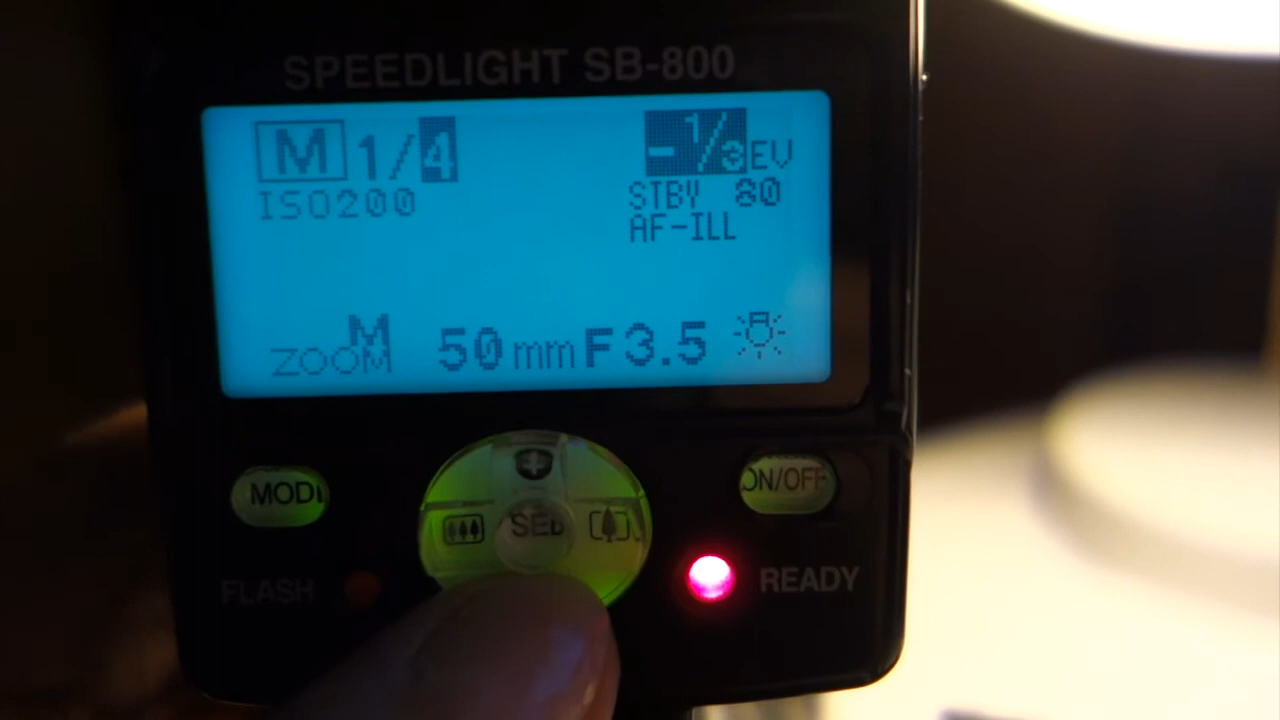 SPEEDLIGHT SB-800
M 1/4 -1/3 EV
ISO200 STBY 80
AF-ILL
ZOOM M 50mm F3.5
MOD
SEL
ON/OFF
FLASH
READY